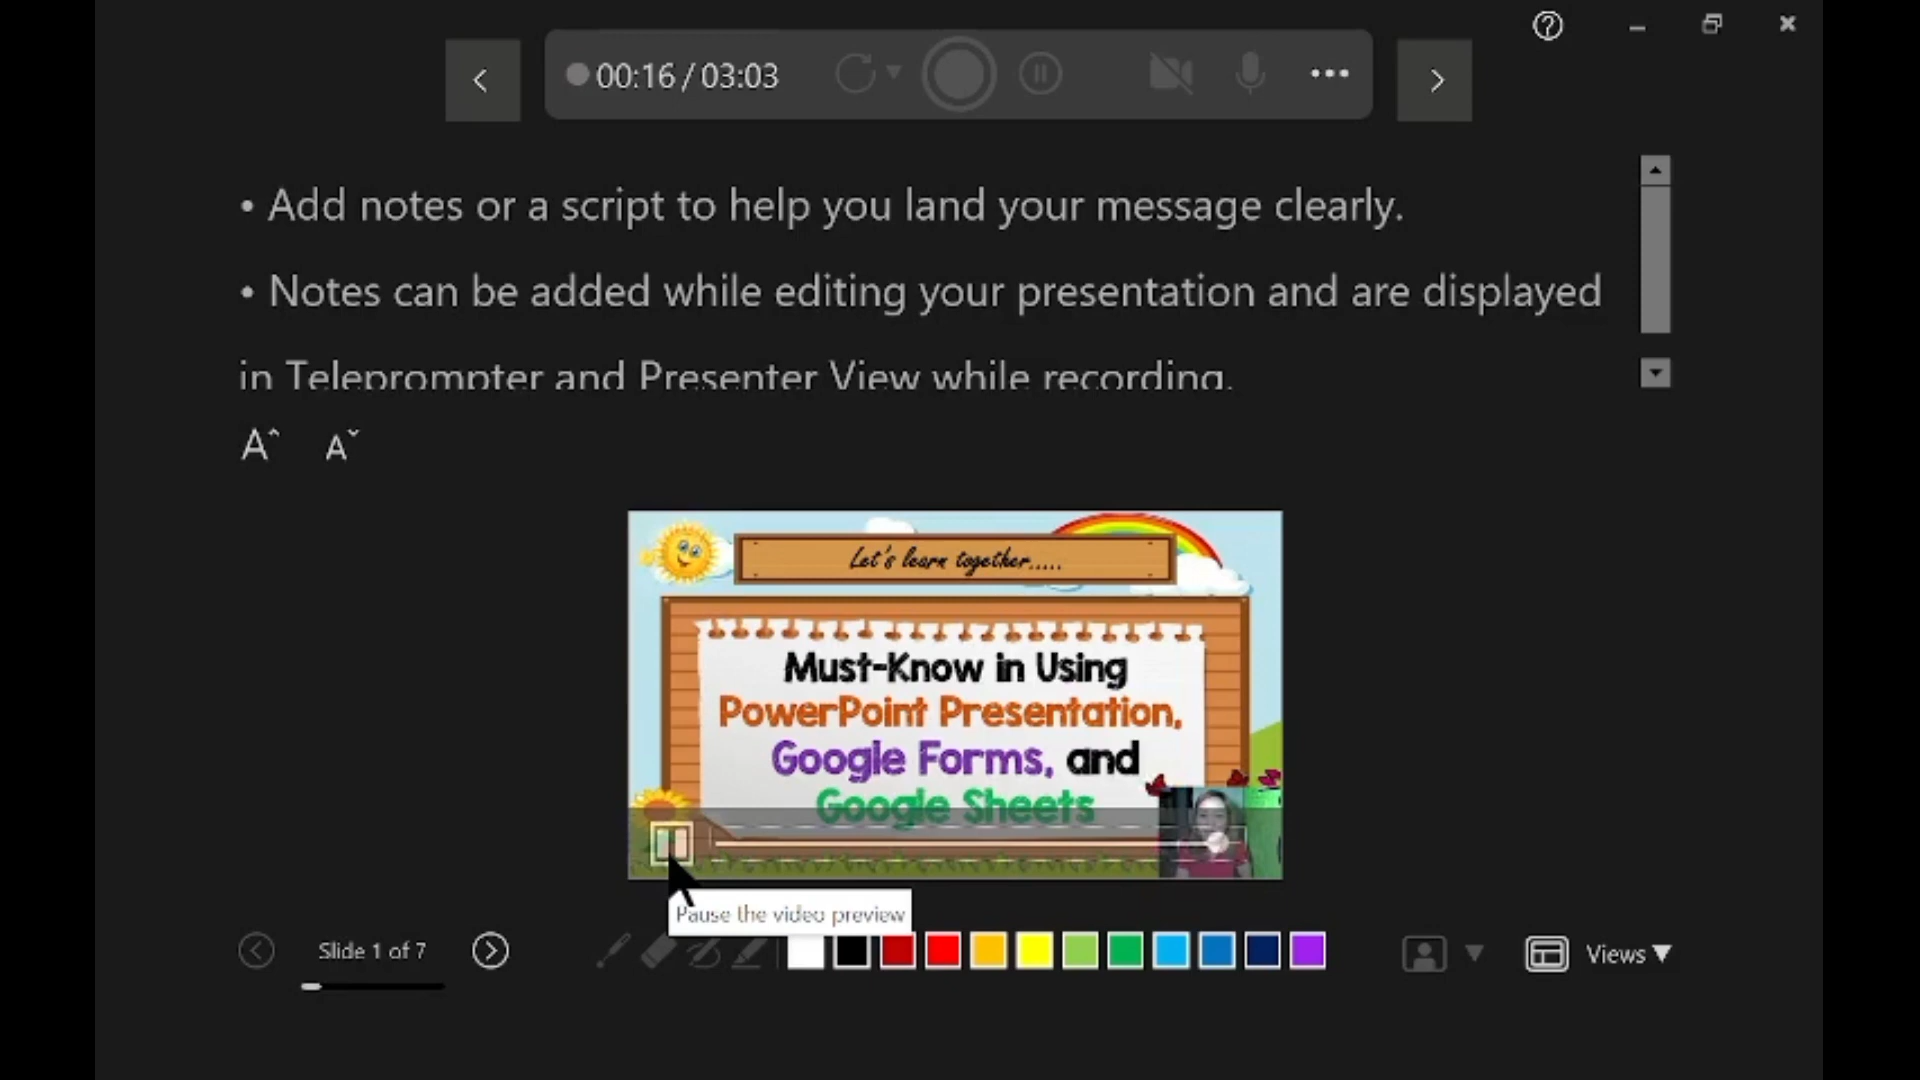 00:16 / 03:03
• Add notes or a script to help you land your message clearly.
• Notes can be added while editing your presentation and are displayed
in Teleprompter and Presenter View while recording.
A A
Let's learn together.....
Must-Know in Using
PowerPoint Presentation,
Google Forms, and
Google Sheets
Pause the video preview
Slide 1 of 7
Views